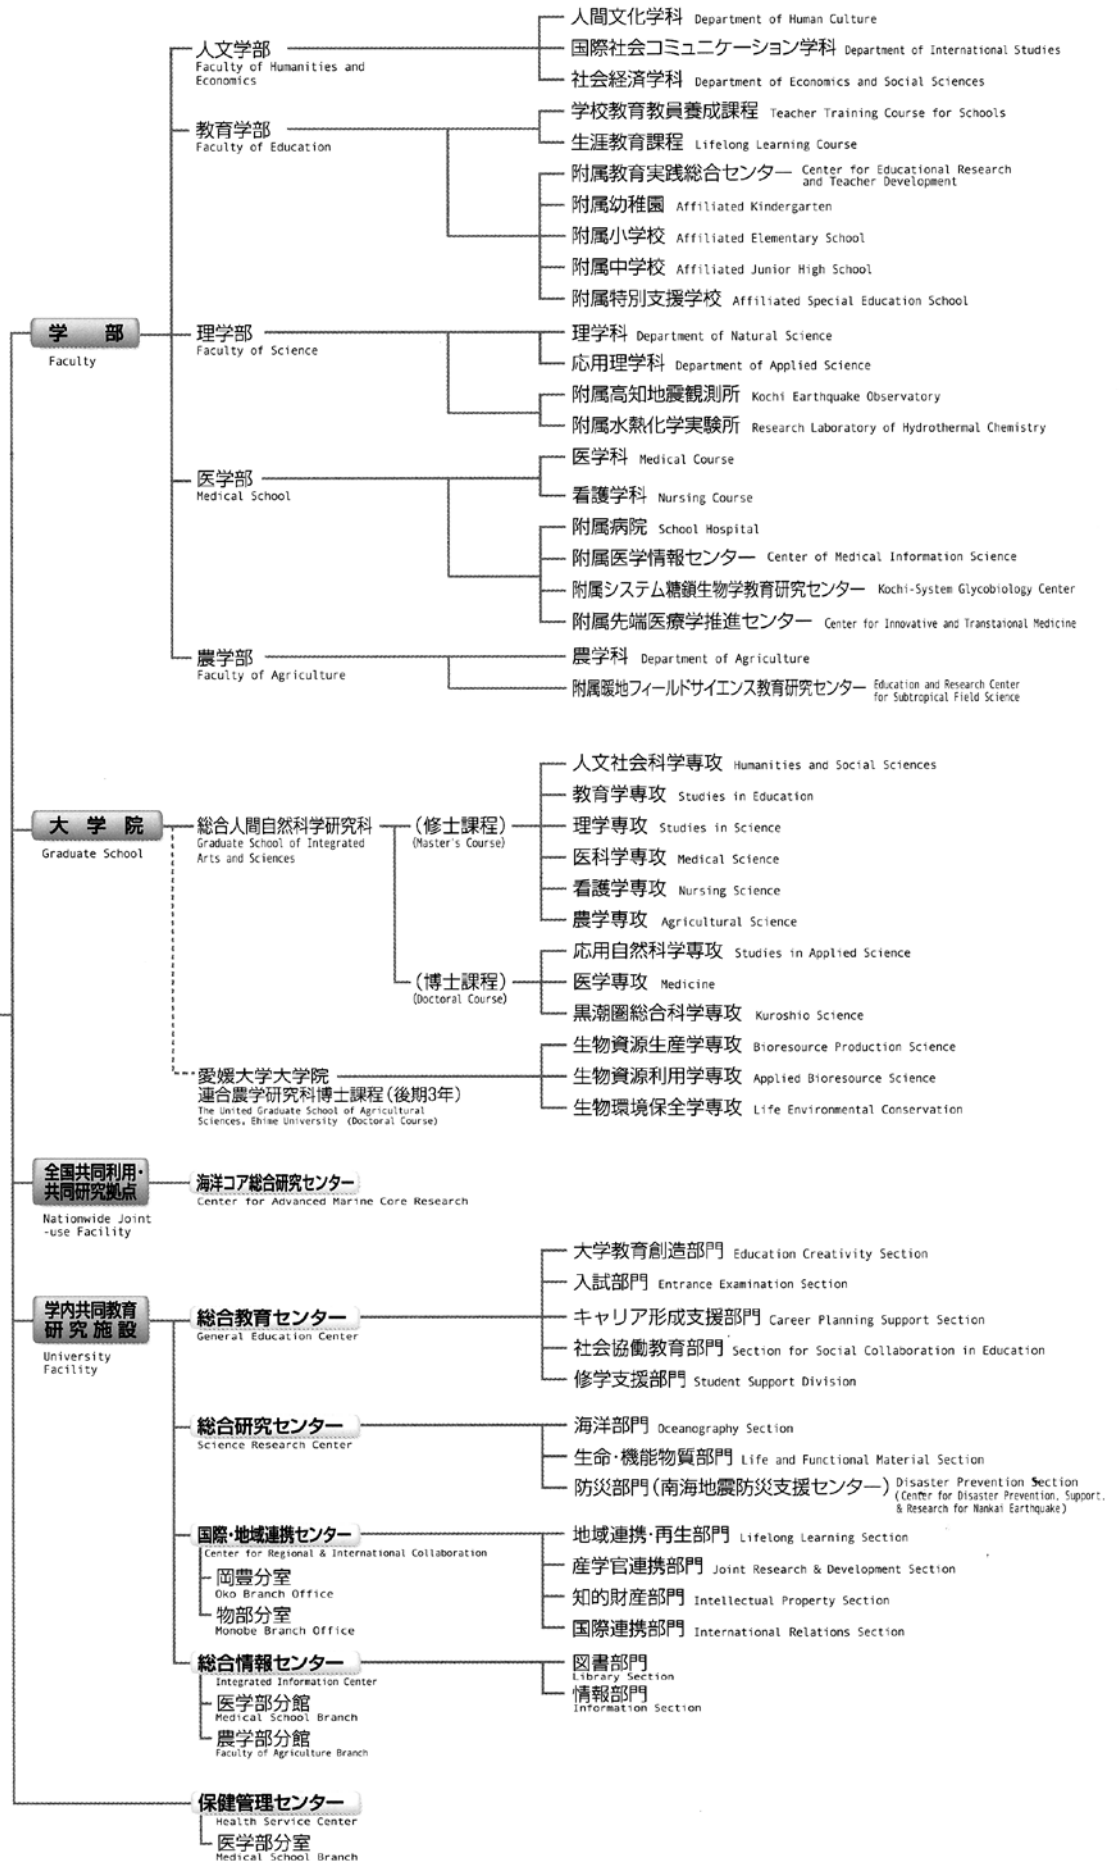 学部
Faculty
人文学部
Faculty of Humanities and
Economics
人間文化学科 Department of Human Culture
国際社会コミュニケーション学科 Department of International Studies
社会経済学科 Department of Economics and Social Sciences
教育学部
Faculty of Education
学校教育教員養成課程 Teacher Training Course for Schools
生涯教育課程 Lifelong Learning Course
附属教育実践総合センター Center for Educational Research
and Teacher Development
附属幼稚園 Affiliated Kindergarten
附属小学校 Affiliated Elementary School
附属中学校 Affiliated Junior High School
附属特別支援学校 Affiliated Special Education School
理学部
Faculty of Science
理学科 Department of Natural Science
応用理学科 Department of Applied Science
附属高知地震観測所 Kochi Earthquake Observatory
附属水熱化学実験所 Research Laboratory of Hydrothermal Chemistry
医学部
Medical School
医学科 Medical Course
看護学科 Nursing Course
附属病院 School Hospital
附属医学情報センター Center of Medical Information Science
附属システム糖鎖生物学教育研究センター Kochi-System Glycobiology Center
附属先端医療学推進センター Center for Innovative and Transtaional Medicine
農学部
Faculty of Agriculture
農学科 Department of Agriculture
附属暖地フィールドサイエンス教育研究センター Education and Research Center
for Subtropical Field Science
大学院
Graduate School
総合人間自然科学研究科
Graduate School of Integrated
Arts and Sciences
(修士課程)
(Master's Course)
人文社会科学専攻 Humanities and Social Sciences
教育学専攻 Studies in Education
理学専攻 Studies in Science
医科学専攻 Medical Science
看護学専攻 Nursing Science
農学専攻 Agricultural Science
(博士課程)
(Doctoral Course)
応用自然科学専攻 Studies in Applied Science
医学専攻 Medicine
黒潮圏総合科学専攻 Kuroshio Science
愛媛大学大学院
連合農学研究科博士課程(後期3年)
The United Graduate School of Agricultural
Sciences, Ehime University (Doctoral Course)
生物資源生産学専攻 Bioresource Production Science
生物資源利用学専攻 Applied Bioresource Science
生物環境保全学専攻 Life Environmental Conservation
全国共同利用・
共同研究拠点
Nationwide Joint
-use Facility
海洋コア総合研究センター
Center for Advanced Marine Core Research
学内共同教育
研究施設
University
Facility
総合教育センター
General Education Center
大学教育創造部門 Education Creativity Section
入試部門 Entrance Examination Section
キャリア形成支援部門 Career Planning Support Section
社会協働教育部門 Section for Social Collaboration in Education
修学支援部門 Student Support Division
総合研究センター
Science Research Center
海洋部門 Oceanography Section
生命・機能物質部門 Life and Functional Material Section
防災部門(南海地震防災支援センター) Disaster Prevention Section
(Center for Disaster Prevention, Support,
& Research for Nankai Earthquake)
国際・地域連携センター
Center for Regional & International Collaboration
岡豊分室
Oko Branch Office
物部分室
Monobe Branch Office
地域連携・再生部門 Lifelong Learning Section
産学官連携部門 Joint Research & Development Section
知的財産部門 Intellectual Property Section
国際連携部門 International Relations Section
総合情報センター
Integrated Information Center
医学部分館
Medical School Branch
農学部分館
Faculty of Agriculture Branch
図書部門
Library Section
情報部門
Information Section
保健管理センター
Health Service Center
医学部分室
Medical School Branch